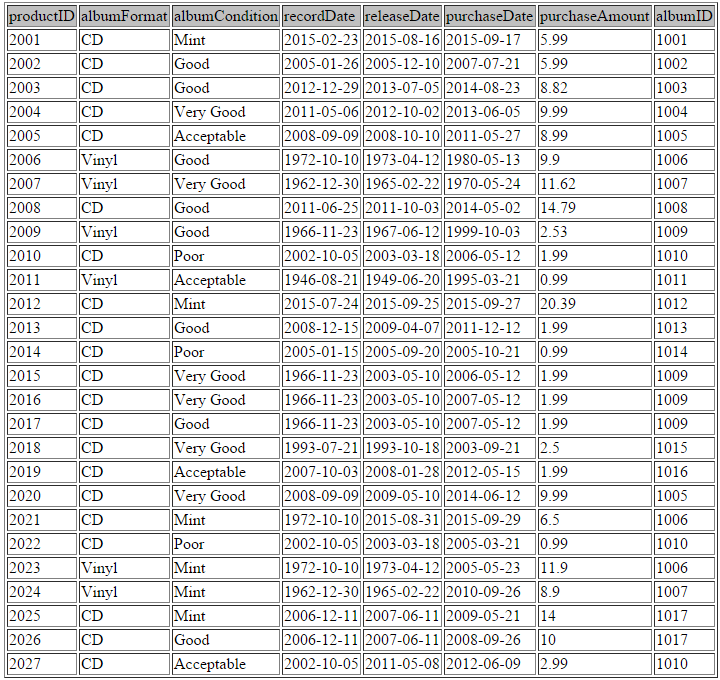 productID albumFormat albumCondition recordDate releaseDate purchaseDate purchaseAmount albumID
2001 CD Mint 2015-02-23 2015-08-16 2015-09-17 5.99 1001
2002 CD Good 2005-01-26 2005-12-10 2007-07-21 5.99 1002
2003 CD Good 2012-12-29 2013-07-05 2014-08-23 8.82 1003
2004 CD Very Good 2011-05-06 2012-10-02 2013-06-05 9.99 1004
2005 CD Acceptable 2008-09-09 2008-10-10 2011-05-27 8.99 1005
2006 Vinyl Good 1972-10-10 1973-04-12 1980-05-13 9.9 1006
2007 Vinyl Very Good 1962-12-30 1965-02-22 1970-05-24 11.62 1007
2008 CD Good 2011-06-25 2011-10-03 2014-05-02 14.79 1008
2009 Vinyl Good 1966-11-23 1967-06-12 1999-10-03 2.53 1009
2010 CD Poor 2002-10-05 2003-03-18 2006-05-12 1.99 1010
2011 Vinyl Acceptable 1946-08-21 1949-06-20 1995-03-21 0.99 1011
2012 CD Mint 2015-07-24 2015-09-25 2015-09-27 20.39 1012
2013 CD Good 2008-12-15 2009-04-07 2011-12-12 1.99 1013
2014 CD Poor 2005-01-15 2005-09-20 2005-10-21 0.99 1014
2015 CD Very Good 1966-11-23 2003-05-10 2006-05-12 1.99 1009
2016 CD Very Good 1966-11-23 2003-05-10 2007-05-12 1.99 1009
2017 CD Good 1966-11-23 2003-05-10 2007-05-12 1.99 1009
2018 CD Very Good 1993-07-21 1993-10-18 2003-09-21 2.5 1015
2019 CD Acceptable 2007-10-03 2008-01-28 2012-05-15 1.99 1016
2020 CD Very Good 2008-09-09 2009-05-10 2014-06-12 9.99 1005
2021 CD Mint 1972-10-10 2015-08-31 2015-09-29 6.5 1006
2022 CD Poor 2002-10-05 2003-03-18 2005-03-21 0.99 1010
2023 Vinyl Mint 1972-10-10 1973-04-12 2005-05-23 11.9 1006
2024 Vinyl Mint 1962-12-30 1965-02-22 2010-09-26 8.9 1007
2025 CD Mint 2006-12-11 2007-06-11 2009-05-21 14 1017
2026 CD Good 2006-12-11 2007-06-11 2008-09-26 10 1017
2027 CD Acceptable 2002-10-05 2011-05-08 2012-06-09 2.99 1010